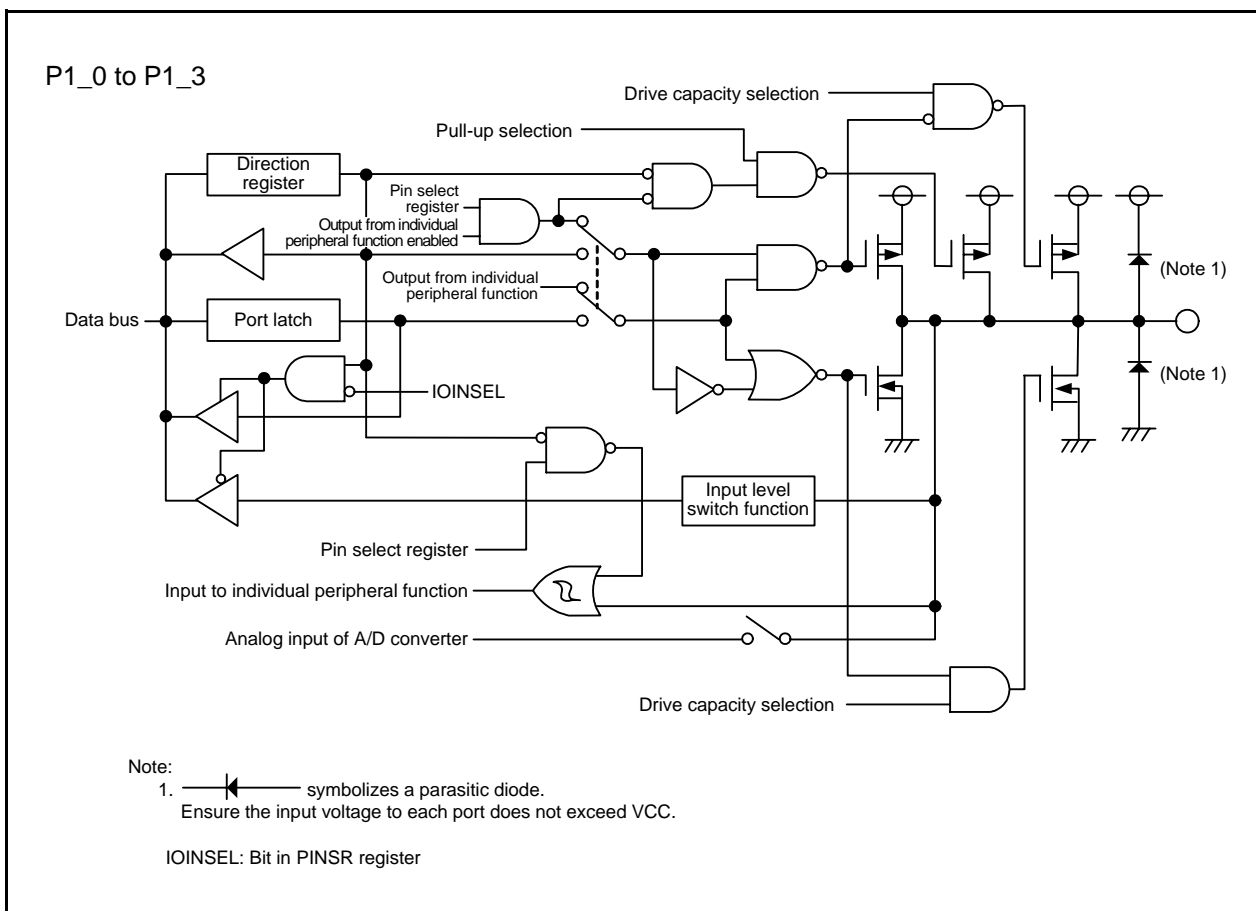 P1_0 to P1_3
Drive capacity selection
Pull-up selection
Direction
register
Pin select
register
Output from individual
peripheral function enabled
(Note 1)
Output from individual
peripheral function
Data bus
Port latch
(Note 1)
IOINSEL
Input level
switch function
Pin select register
Input to individual peripheral function
Analog input of A/D converter
Drive capacity selection
Note:
1. symbolizes a parasitic diode.
Ensure the input voltage to each port does not exceed VCC.
IOINSEL: Bit in PINSR register